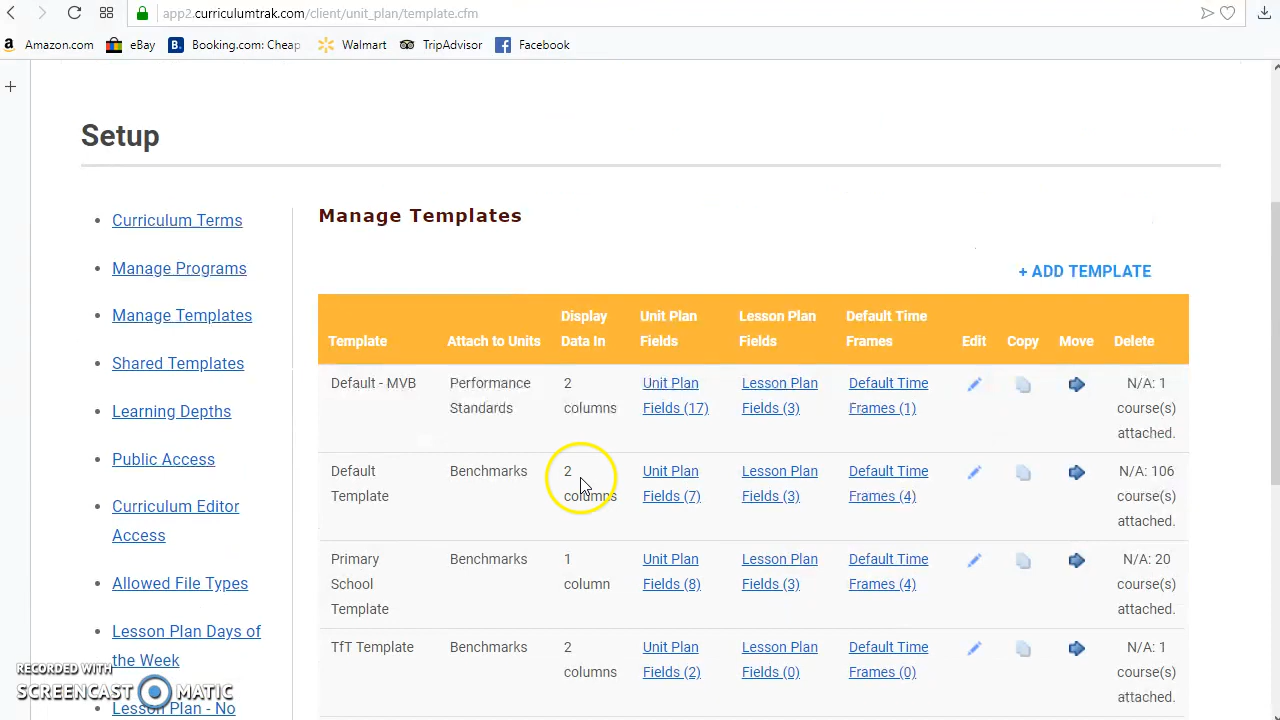 app2.curriculumtrak.com/client/unit_plan/template.cfm
Amazon.com eBay Booking.com: Cheap Walmart TripAdvisor Facebook
Setup
Curriculum Terms
Manage Programs
Manage Templates
Shared Templates
Learning Depths
Public Access
Curriculum Editor
Access
Allowed File Types
Lesson Plan Days of
the Week
Lesson Plan - No
Manage Templates
+ ADD TEMPLATE
Display Unit Plan Lesson Plan Default Time
Template Attach to Units Data In Fields Fields Frames Edit Copy Move Delete
Default - MVB Performance 2 Unit Plan Lesson Plan Default Time N/A: 1
Standards columns Fields (17) Fields (3) Frames (1) course(s)
attached.
Default Benchmarks 2 Unit Plan Lesson Plan Default Time N/A: 106
Template columns Fields (7) Fields (3) Frames (4) course(s)
attached.
Primary Benchmarks 1 Unit Plan Lesson Plan Default Time N/A: 20
School column Fields (8) Fields (3) Frames (4) course(s)
Template attached.
TfT Template Benchmarks 2 Unit Plan Lesson Plan Default Time N/A: 1
columns Fields (2) Fields (0) Frames (0) course(s)
attached.
RECORDED WITH
SCREENCAST MATIC